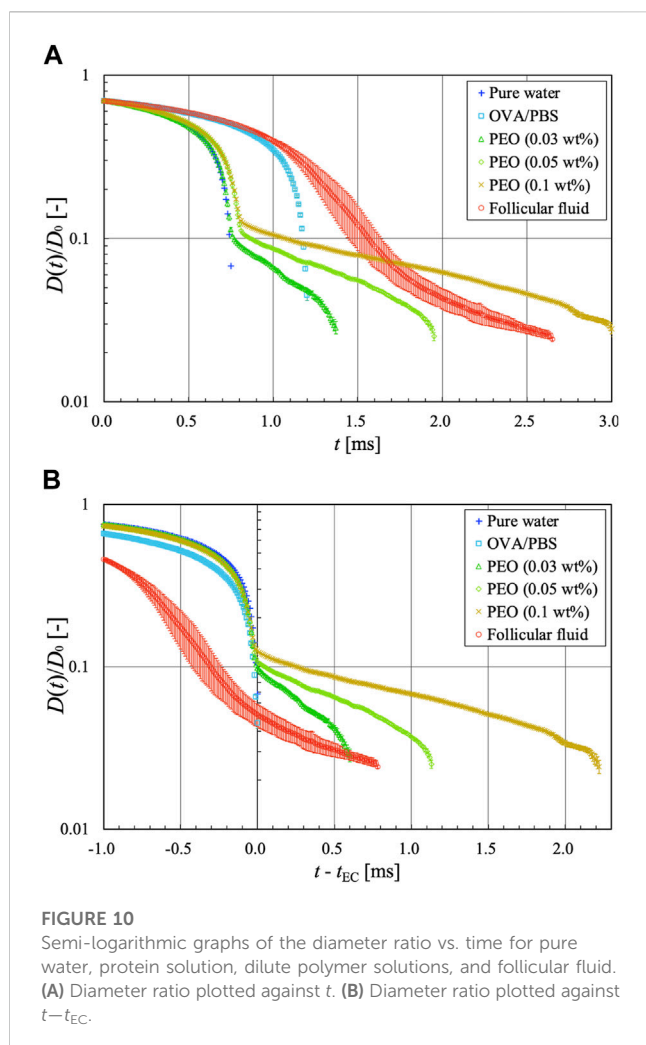 A
1
0.1
0.01
D(t)/D₀ [-]
Pure water
OVA/PBS
PEO (0.03 wt%)
PEO (0.05 wt%)
PEO (0.1 wt%)
Follicular fluid
0.0 0.5 1.0 1.5 2.0 2.5 3.0
t [ms]
B
1
0.1
0.01
D(t)/D₀ [-]
Pure water
OVA/PBS
PEO (0.03 wt%)
PEO (0.05 wt%)
PEO (0.1 wt%)
Follicular fluid
-1.0 -0.5 0.0 0.5 1.0 1.5 2.0
t - tEC [ms]
FIGURE 10
Semi-logarithmic graphs of the diameter ratio vs. time for pure
water, protein solution, dilute polymer solutions, and follicular fluid.
(A) Diameter ratio plotted against t. (B) Diameter ratio plotted against
t−tEC.